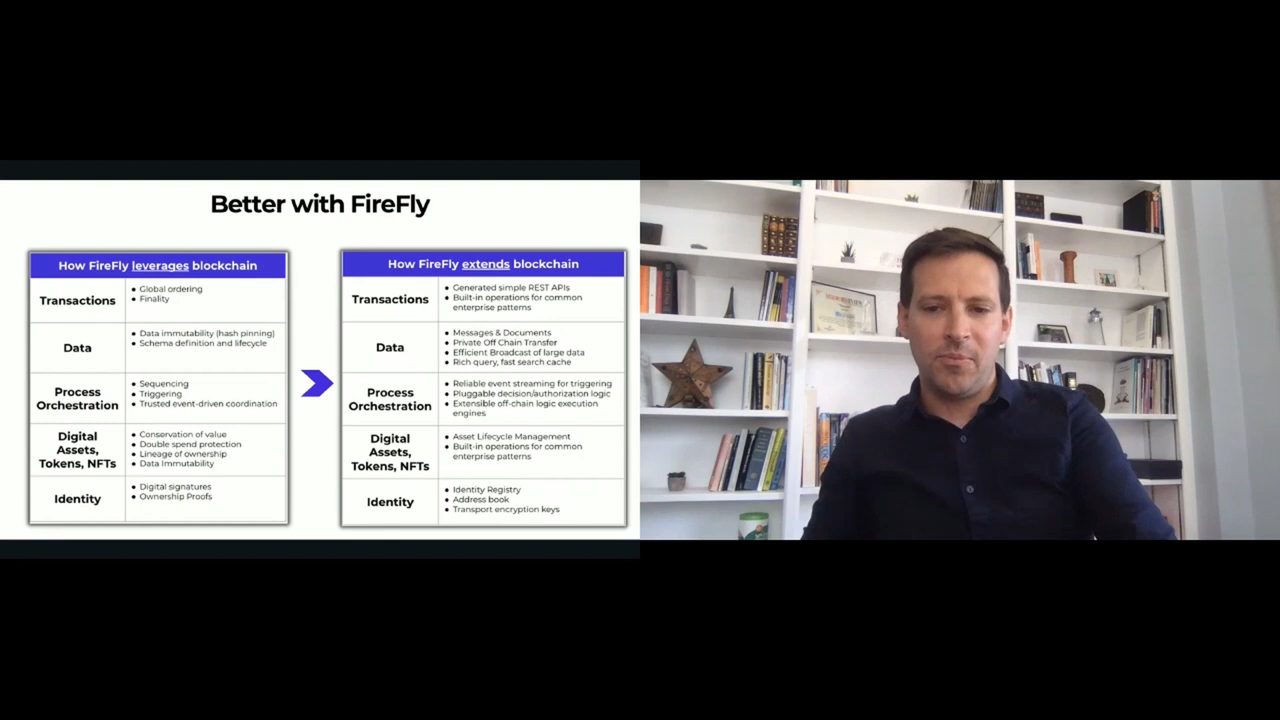 Better with FireFly
How FireFly leverages blockchain
Transactions
● Global ordering
● Finality
Data
● Data immutability (hash pinning)
● Schema definition and lifecycle
Process
Orchestration
● Sequencing
● Triggering
● Trusted event-driven coordination
Digital
Assets,
Tokens, NFTs
● Conservation of value
● Double spend protection
● Lineage of ownership
● Data Immutability
Identity
● Digital signatures
● Ownership Proofs
How FireFly extends blockchain
Transactions
● Generated simple REST APIs
● Built-in operations for common
enterprise patterns
Data
● Messages & Documents
● Private Off Chain Transfer
● Efficient Broadcast of large data
● Rich query, fast search cache
Process
Orchestration
● Reliable event streaming for triggering
● Pluggable decision/authorization logic
● Extensible off-chain logic execution
engines
Digital
Assets,
Tokens, NFTs
● Asset Lifecycle Management
● Built-in operations for common
enterprise patterns
Identity
● Identity Registry
● Address book
● Transport encryption keys